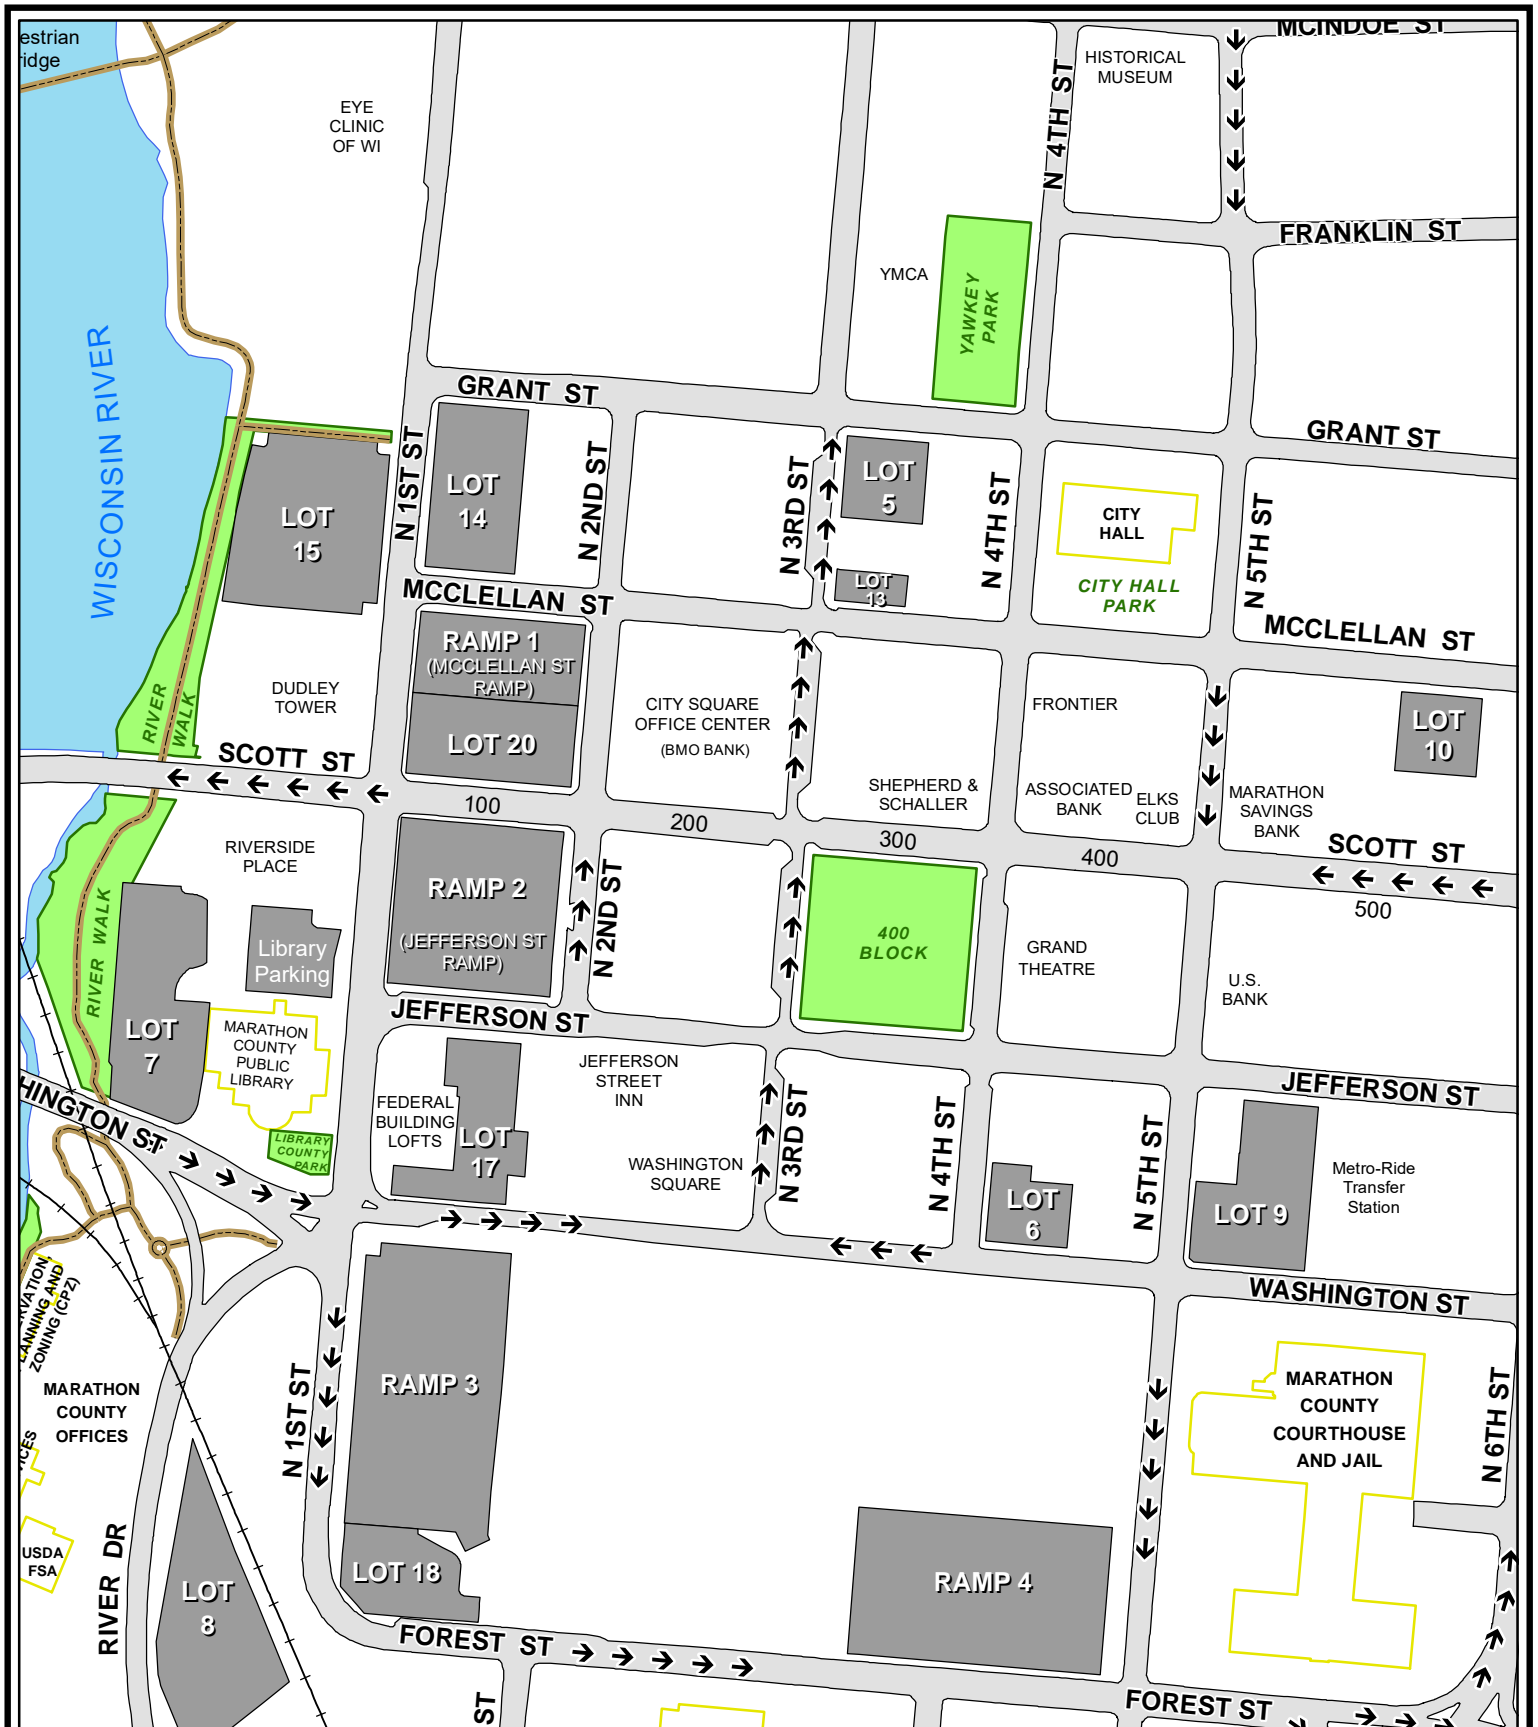 estrian
idge
MCINDOE ST
HISTORICAL
MUSEUM
N 4TH ST
EYE
CLINIC
OF WI
FRANKLIN ST
YMCA
YAWKEY
PARK
WISCONSIN RIVER
GRANT ST
GRANT ST
N 1ST ST
LOT
14
N 2ND ST
N 3RD ST
LOT
5
N 4TH ST
CITY
HALL
N 5TH ST
LOT
15
LOT
13
CITY HALL
PARK
MCCLELLAN ST
MCCLELLAN ST
RAMP 1
(MCCLELLAN ST
RAMP)
LOT 20
DUDLEY
TOWER
RIVER
WALK
CITY SQUARE
OFFICE CENTER
(BMO BANK)
FRONTIER
LOT
10
SCOTT ST
SHEPHERD &
SCHALLER
ASSOCIATED
BANK
ELKS
CLUB
MARATHON
SAVINGS
BANK
100
200
300
400
SCOTT ST
500
RIVERSIDE
PLACE
RAMP 2
(JEFFERSON ST
RAMP)
N 2ND ST
400
BLOCK
GRAND
THEATRE
U.S.
BANK
RIVER WALK
Library
Parking
JEFFERSON ST
LOT
7
MARATHON
COUNTY
PUBLIC
LIBRARY
JEFFERSON
STREET
INN
JEFFERSON ST
HINGTON ST
FEDERAL
BUILDING
LOFTS
LOT
17
N 3RD ST
N 4TH ST
N 5TH ST
LIBRARY
COUNTY
PARK
WASHINGTON
SQUARE
LOT
6
LOT 9
Metro-Ride
Transfer
Station
WASHINGTON ST
RVATION,
LANNING AND
ZONING (CPZ)
MARATHON
COUNTY
OFFICES
N 1ST ST
RAMP 3
MARATHON
COUNTY
COURTHOUSE
AND JAIL
N 6TH ST
ICES
USDA
FSA
RIVER DR
LOT
8
LOT 18
RAMP 4
FOREST ST
FOREST ST
ST